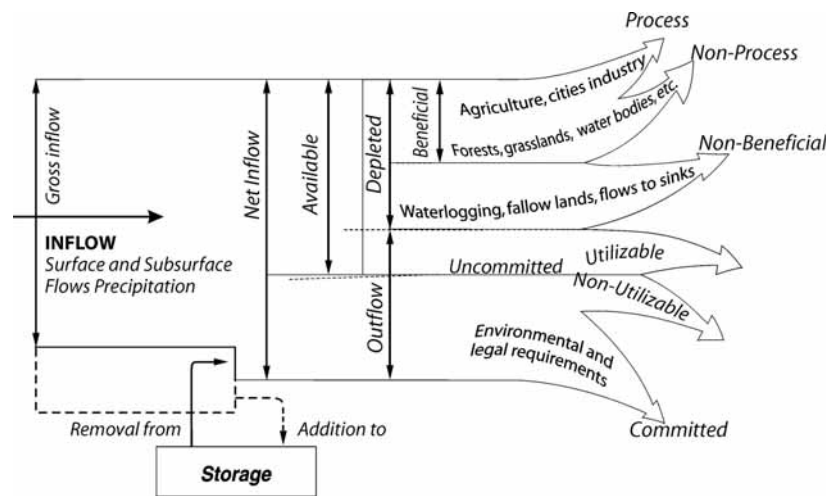 Process
Non-Process
Agriculture, cities industry
Forests, grasslands, water bodies, etc.
Non-Beneficial
Gross inflow
Net Inflow
Available
Depleted
Beneficial
Waterlogging, fallow lands, flows to sinks
INFLOW
Surface and Subsurface
Flows Precipitation
Uncommitted
Utilizable
Non-Utilizable
Outflow
Environmental and
legal requirements
Removal from
Addition to
Committed
Storage